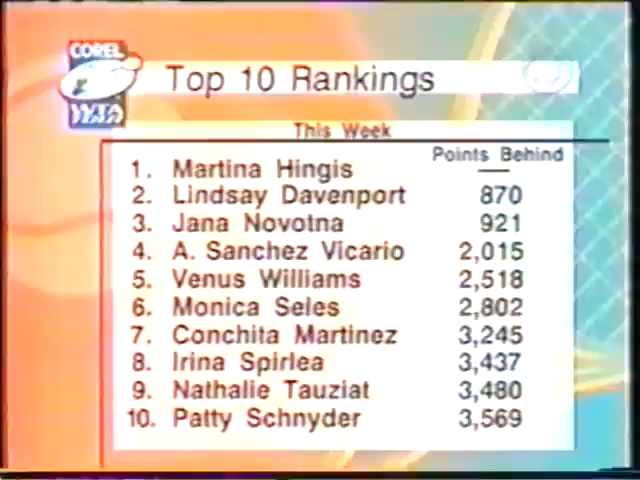 COREL
WTA
Top 10 Rankings
This Week
Points Behind
1. Martina Hingis —
2. Lindsay Davenport 870
3. Jana Novotna 921
4. A. Sanchez Vicario 2,015
5. Venus Williams 2,518
6. Monica Seles 2,802
7. Conchita Martinez 3,245
8. Irina Spirlea 3,437
9. Nathalie Tauziat 3,480
10. Patty Schnyder 3,569